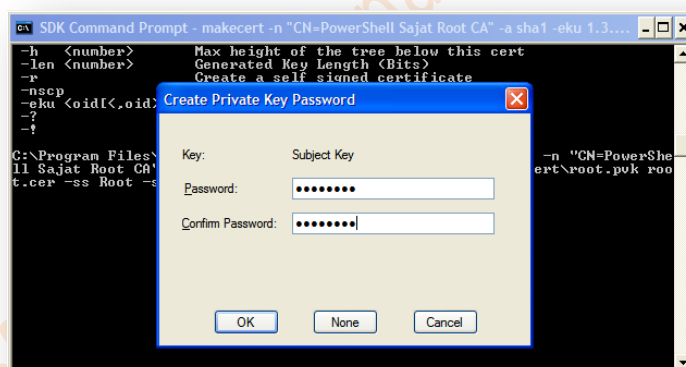 SDK Command Prompt - makecert -n "CN=PowerShell Sajat Root CA" -a sha1 -eku 1.3....
-h <number> Max height of the tree below this cert
-len <number> Generated Key Length (Bits)
-r Create a self signed certificate
-nscp
-eku <oid[<,oid>
-?
-!
C:\Program Files\ -n "CN=PowerShe
ll Sajat Root CA" ert\root.pvk roo
t.cer -ss Root -s
Create Private Key Password
Key: Subject Key
Password: ●●●●●●●●
Confirm Password: ●●●●●●●●
OK None Cancel